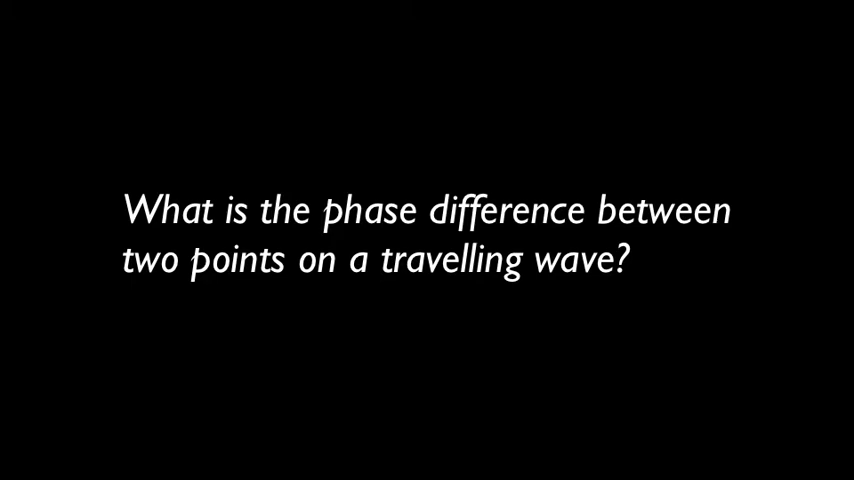 What is the phase difference between
two points on a travelling wave?